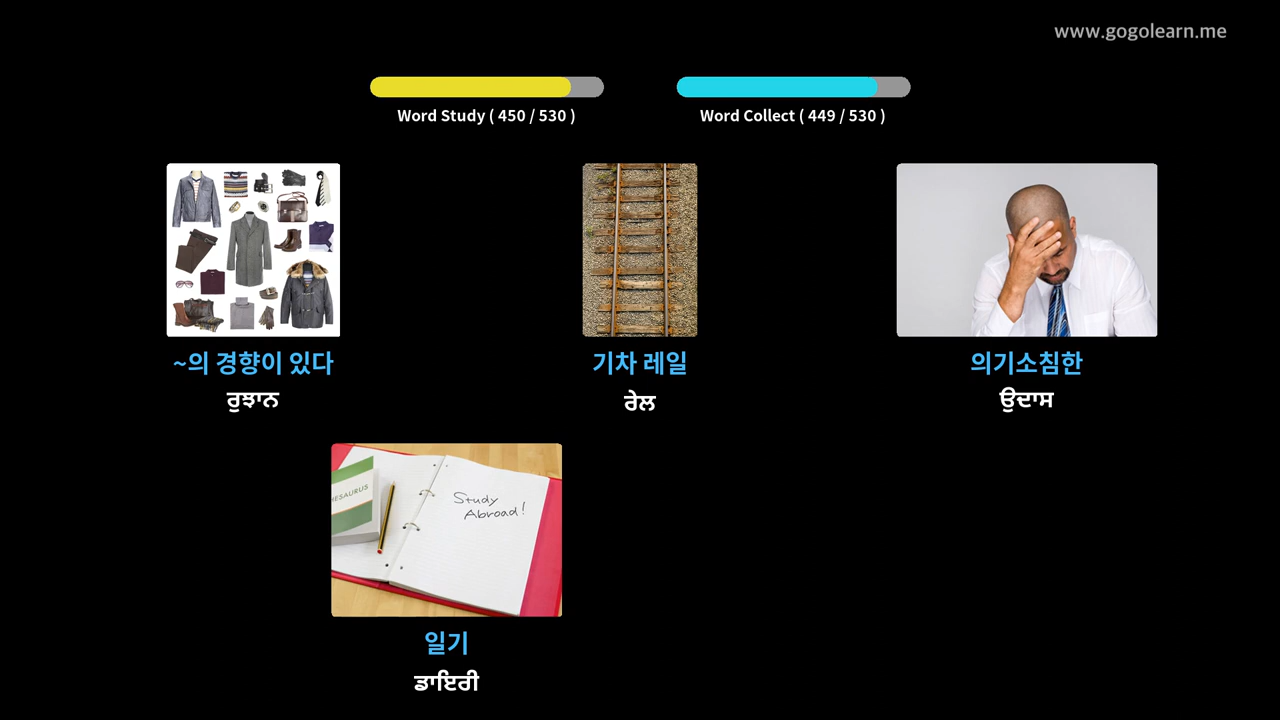 www.gogolearn.me
Word Study ( 450 / 530 )
Word Collect ( 449 / 530 )
~의 경향이 있다
ਰੁਝਾਨ
기차 레일
ਰੇਲ
의기소침한
ਉਦਾਸ
HESAURUS
Study
Abroad!
일기
ਡਾਇਰੀ